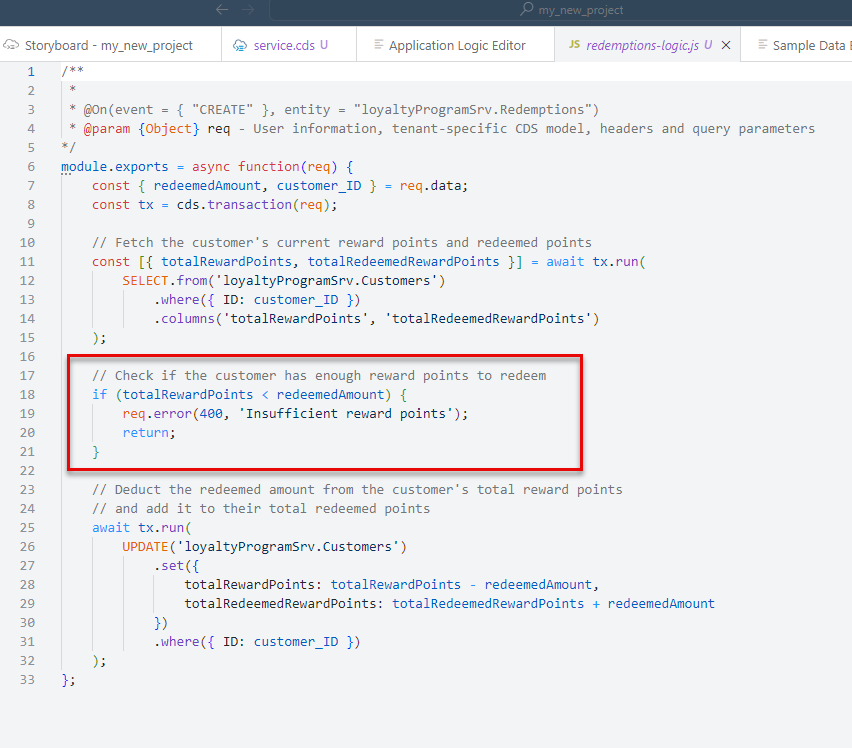 my_new_project
Storyboard - my_new_project
service.cds U
Application Logic Editor
JS redemptions-logic.js U
Sample Data E
1 /**
2  *
3  * @On(event = { "CREATE" }, entity = "loyaltyProgramSrv.Redemptions")
4  * @param {Object} req - User information, tenant-specific CDS model, headers and query parameters
5 */
6 module.exports = async function(req) {
7     const { redeemedAmount, customer_ID } = req.data;
8     const tx = cds.transaction(req);
9
10     // Fetch the customer's current reward points and redeemed points
11     const [{ totalRewardPoints, totalRedeemedRewardPoints }] = await tx.run(
12         SELECT.from('loyaltyProgramSrv.Customers')
13             .where({ ID: customer_ID })
14             .columns('totalRewardPoints', 'totalRedeemedRewardPoints')
15     );
16
17     // Check if the customer has enough reward points to redeem
18     if (totalRewardPoints < redeemedAmount) {
19         req.error(400, 'Insufficient reward points');
20         return;
21     }
22
23     // Deduct the redeemed amount from the customer's total reward points
24     // and add it to their total redeemed points
25     await tx.run(
26         UPDATE('loyaltyProgramSrv.Customers')
27             .set({
28                 totalRewardPoints: totalRewardPoints - redeemedAmount,
29                 totalRedeemedRewardPoints: totalRedeemedRewardPoints + redeemedAmount
30             })
31             .where({ ID: customer_ID })
32     );
33 };